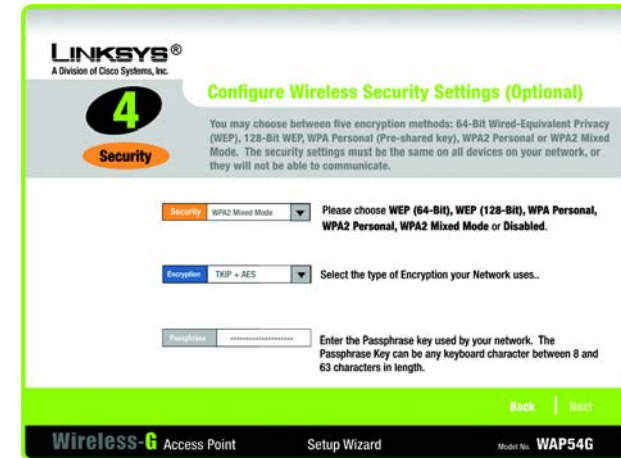 LINKSYS®
A Division of Cisco Systems, Inc.
4
Security
Configure Wireless Security Settings (Optional)
You may choose between five encryption methods: 64-Bit Wired-Equivalent Privacy
(WEP), 128-Bit WEP, WPA Personal (Pre-shared key), WPA2 Personal or WPA2 Mixed
Mode. The security settings must be the same on all devices on your network, or
they will not be able to communicate.
Security WPA2 Mixed Mode
Please choose WEP (64-Bit), WEP (128-Bit), WPA Personal,
WPA2 Personal, WPA2 Mixed Mode or Disabled.
Encryption TKIP + AES
Select the type of Encryption your Network uses..
Passphrase
Enter the Passphrase key used by your network. The
Passphrase Key can be any keyboard character between 8 and
63 characters in length.
Back | Next
Wireless-G Access Point
Setup Wizard
Model No. WAP54G